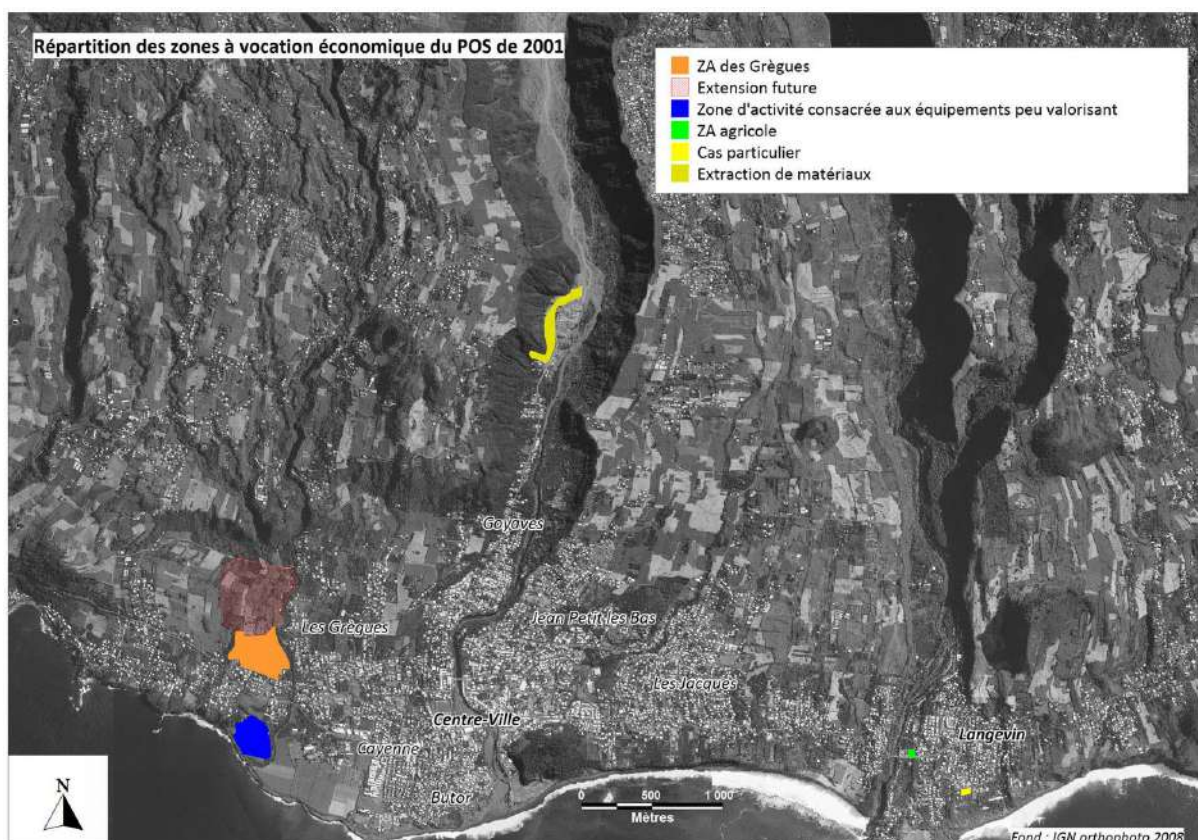 Répartition des zones à vocation économique du POS de 2001
ZA des Grègues
Extension future
Zone d'activité consacrée aux équipements peu valorisant
ZA agricole
Cas particulier
Extraction de matériaux
Goyaves
Les Grègues
Jean Petit les Bas
Les Jacques
Centre-Ville
Langevin
Cayenne
Butor
N
0 500 1 000
Mètres
Fond : IGN orthophoto 2008